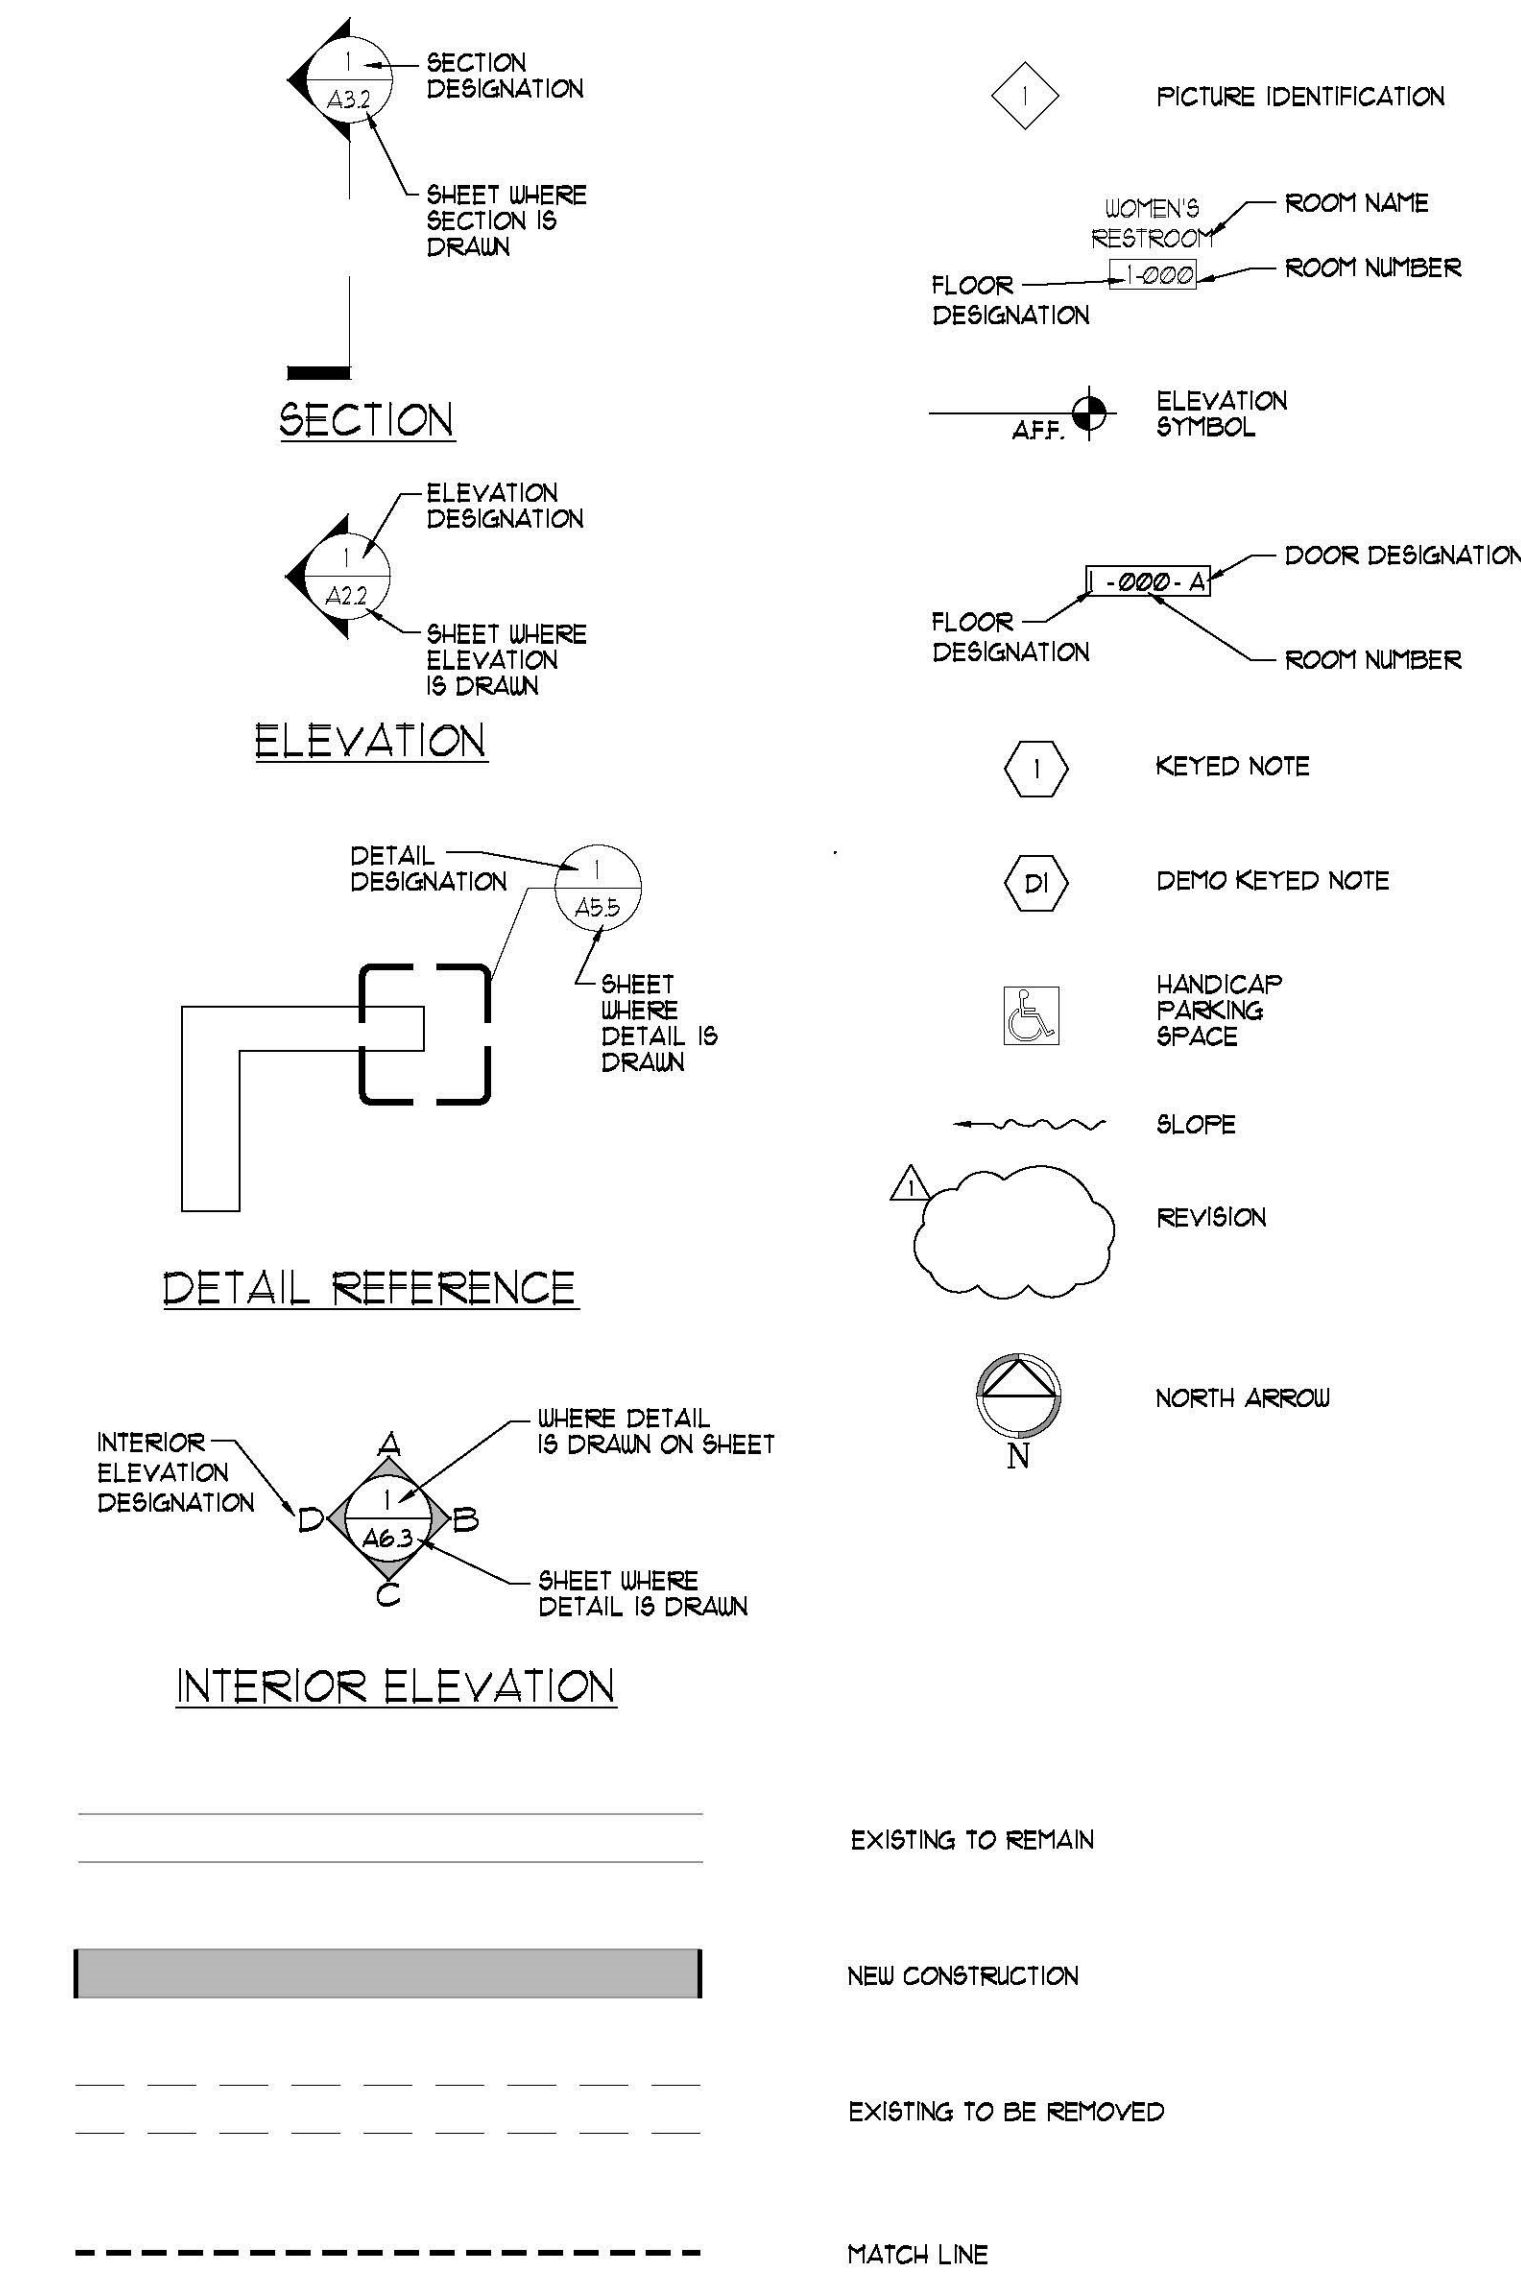 1
A3.2
SECTION
DESIGNATION
SHEET WHERE
SECTION IS
DRAWN
SECTION
ELEVATION
DESIGNATION
1
A2.2
SHEET WHERE
ELEVATION
IS DRAWN
ELEVATION
DETAIL
DESIGNATION
1
A5.5
SHEET
WHERE
DETAIL IS
DRAWN
DETAIL REFERENCE
INTERIOR
ELEVATION
DESIGNATION
WHERE DETAIL
IS DRAWN ON SHEET
A
1
D
B
A6.3
C
SHEET WHERE
DETAIL IS DRAWN
INTERIOR ELEVATION
1
PICTURE IDENTIFICATION
WOMEN'S
RESTROOM
ROOM NAME
1-000
ROOM NUMBER
FLOOR
DESIGNATION
A.F.F.
ELEVATION
SYMBOL
1 -000- A
DOOR DESIGNATION
FLOOR
DESIGNATION
ROOM NUMBER
1
KEYED NOTE
D1
DEMO KEYED NOTE
HANDICAP
PARKING
SPACE
SLOPE
1
REVISION
N
NORTH ARROW
EXISTING TO REMAIN
NEW CONSTRUCTION
EXISTING TO BE REMOVED
MATCH LINE